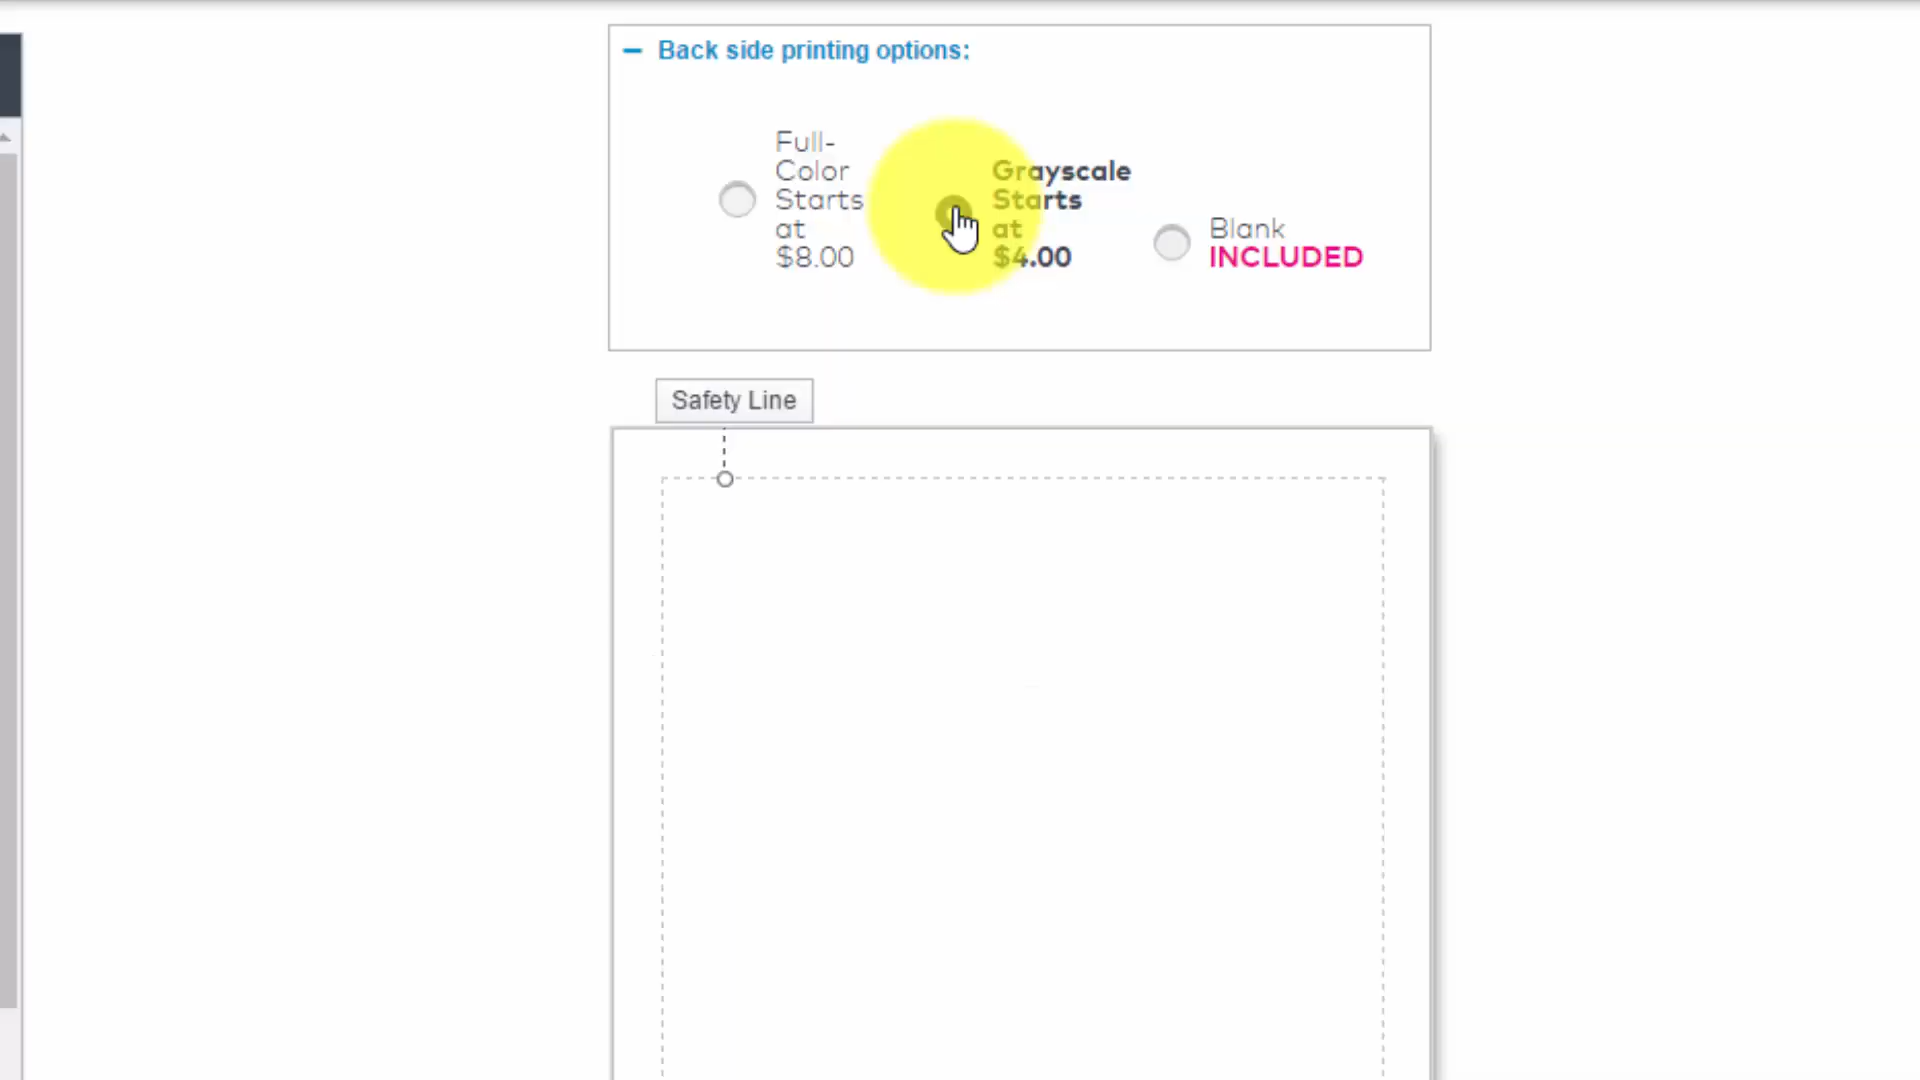 Back side printing options:
Full-
Color
Starts
at
$8.00
Grayscale
Starts
at
$4.00
Blank
INCLUDED
Safety Line